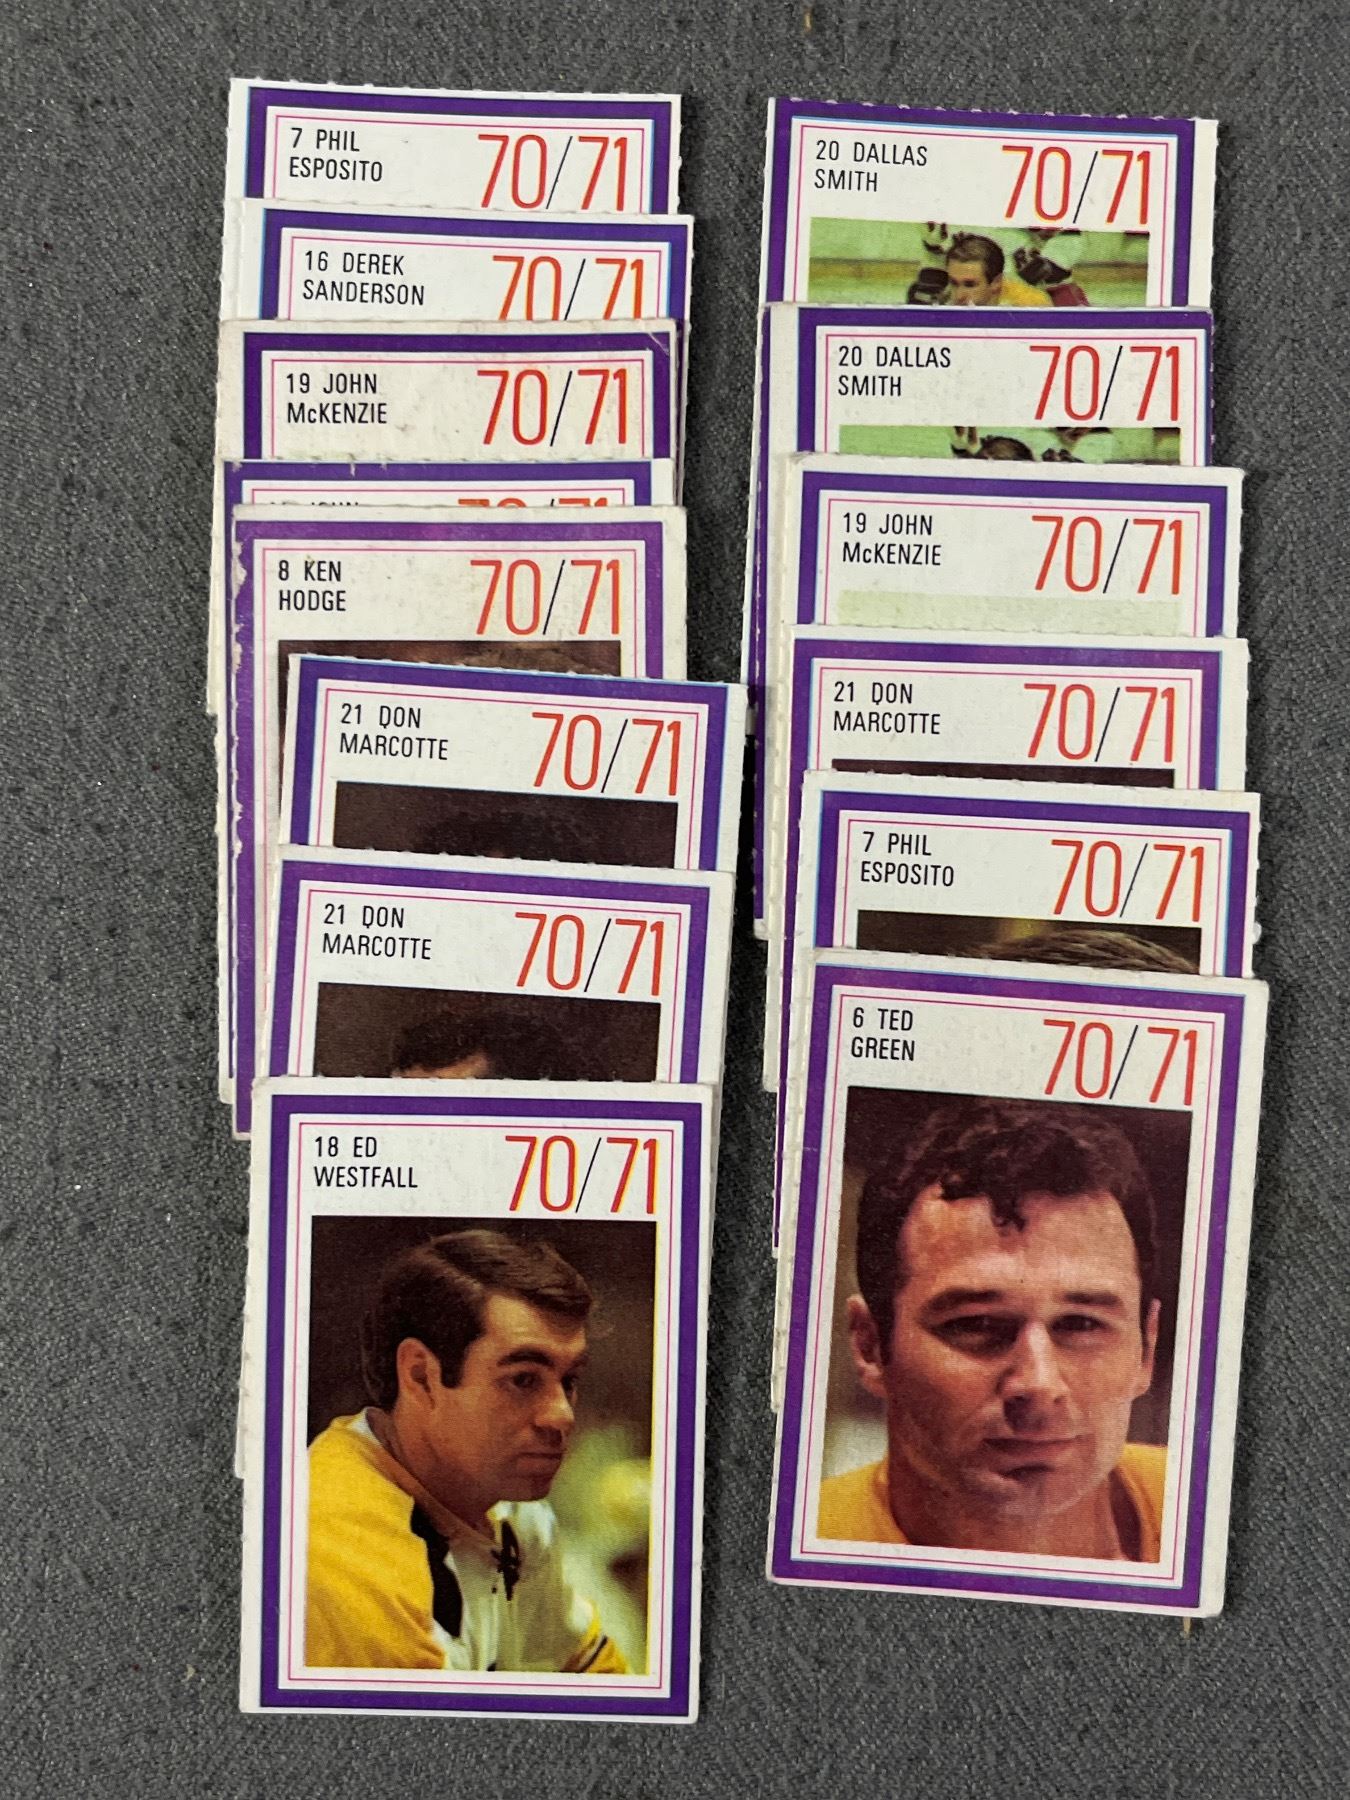 7 PHIL
ESPOSITO
70/71
16 DEREK
SANDERSON
70/71
19 JOHN
McKENZIE
70/71
JOHN
70/71
8 KEN
HODGE
70/71
21 DON
MARCOTTE
70/71
21 DON
MARCOTTE
70/71
18 ED
WESTFALL
70/71
20 DALLAS
SMITH
70/71
20 DALLAS
SMITH
70/71
19 JOHN
McKENZIE
70/71
21 DON
MARCOTTE
70/71
7 PHIL
ESPOSITO
70/71
6 TED
GREEN
70/71